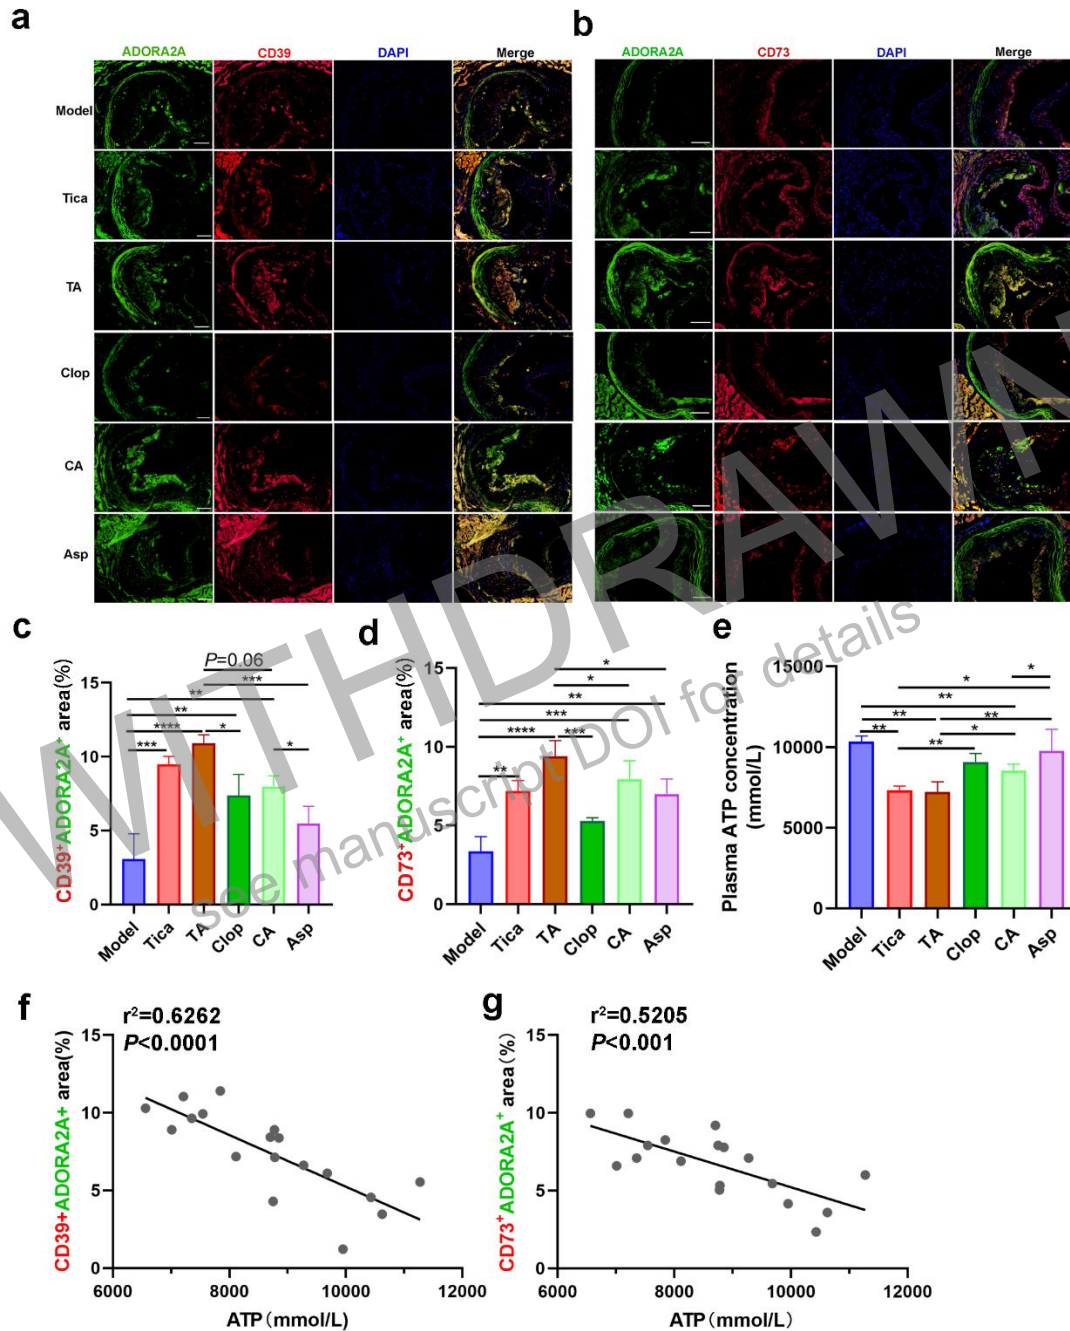 a
b
ADORA2A CD39 DAPI Merge
ADORA2A CD73 DAPI Merge
Model
Tica
TA
Clop
CA
Asp
WITHDRAWN
see manuscript DOI for details
c
CD39+ADORA2A+ area(%)
15
10
5
0
P=0.06
***
**
**
**** *
*** *
Model Tica TA Clop CA Asp
d
CD73+ADORA2A+ area(%)
15
10
5
0
*
*
**
***
**** ***
**
Model Tica TA Clop CA Asp
e
Plasma ATP concentration
(mmol/L)
15000
10000
5000
0
*
*
**
** **
** *
**
Model Tica TA Clop CA Asp
f
r²=0.6262
P<0.0001
CD39+ADORA2A+ area(%)
15
10
5
0
6000 8000 10000 12000
ATP（mmol/L）
g
r²=0.5205
P<0.001
CD73+ADORA2A+ area（%）
15
10
5
0
6000 8000 10000 12000
ATP（mmol/L）